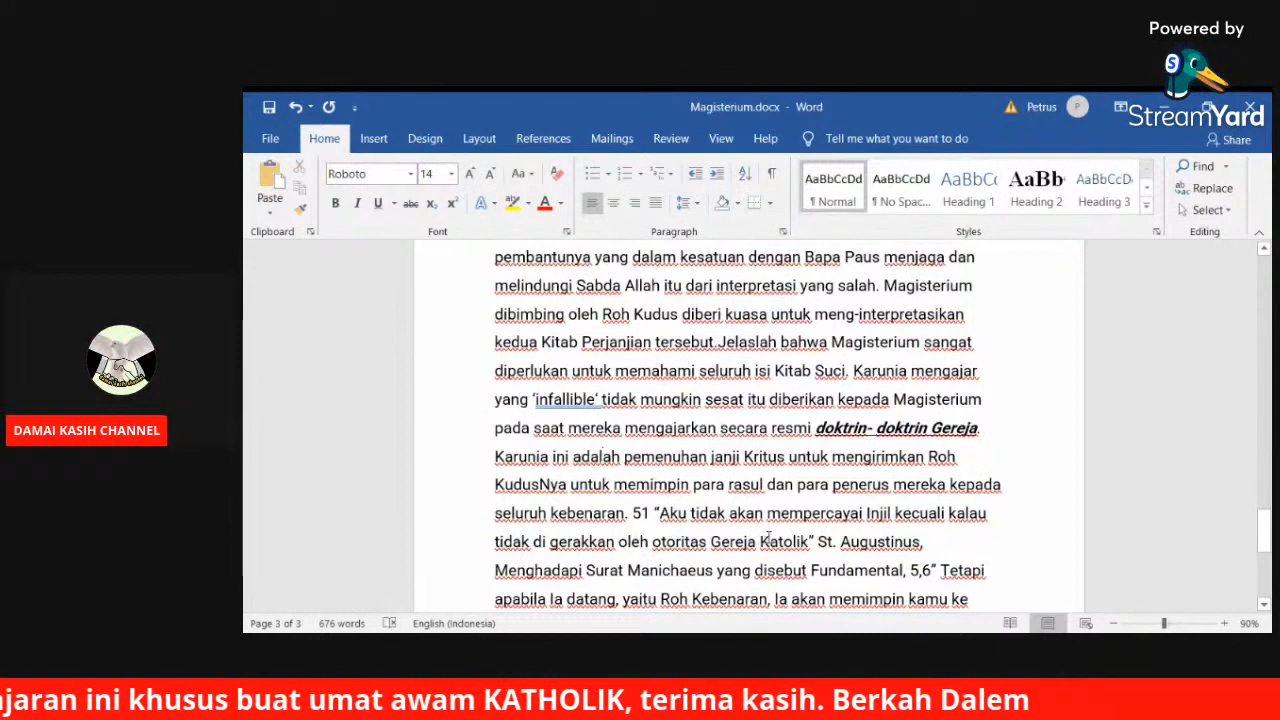 Powered by
StreamYard
Magisterium.docx - Word
Petrus
P
File Home Insert Design Layout References Mailings Review View Help Tell me what you want to do
Share
Paste
Clipboard
Roboto 14
Font
Paragraph
AaBbCcDd AaBbCcDd AaBbCc AaBb AaBbCcD
¶ Normal ¶ No Spac... Heading 1 Heading 2 Heading 3
Styles
Find
Replace
Select
Editing
pembantunya yang dalam kesatuan dengan Bapa Paus menjaga dan
melindungi Sabda Allah itu dari interpretasi yang salah. Magisterium
dibimbing oleh Roh Kudus diberi kuasa untuk meng-interpretasikan
kedua Kitab Perjanjian tersebut.Jelaslah bahwa Magisterium sangat
diperlukan untuk memahami seluruh isi Kitab Suci. Karunia mengajar
yang ‘infallible‘ tidak mungkin sesat itu diberikan kepada Magisterium
pada saat mereka mengajarkan secara resmi doktrin- doktrin Gereja.
Karunia ini adalah pemenuhan janji Kritus untuk mengirimkan Roh
KudusNya untuk memimpin para rasul dan para penerus mereka kepada
seluruh kebenaran. 51 “Aku tidak akan mempercayai Injil kecuali kalau
tidak di gerakkan oleh otoritas Gereja Katolik” St. Augustinus,
Menghadapi Surat Manichaeus yang disebut Fundamental, 5,6” Tetapi
apabila Ia datang, yaitu Roh Kebenaran, Ia akan memimpin kamu ke
Page 3 of 3 676 words English (Indonesia) 90%
DAMAI KASIH CHANNEL
ajaran ini khusus buat umat awam KATHOLIK, terima kasih. Berkah Dalem